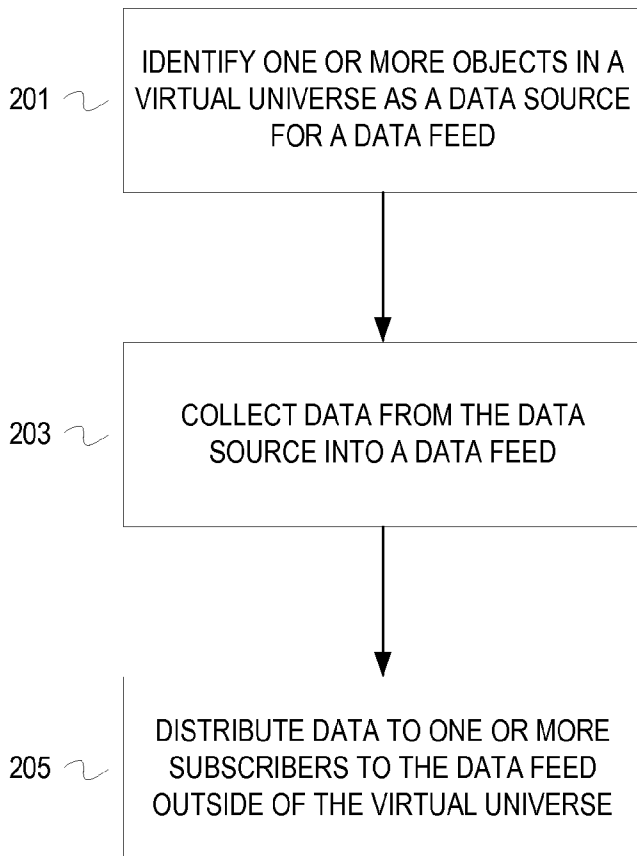 201
IDENTIFY ONE OR MORE OBJECTS IN A
VIRTUAL UNIVERSE AS A DATA SOURCE
FOR A DATA FEED
203
COLLECT DATA FROM THE DATA
SOURCE INTO A DATA FEED
205
DISTRIBUTE DATA TO ONE OR MORE
SUBSCRIBERS TO THE DATA FEED
OUTSIDE OF THE VIRTUAL UNIVERSE